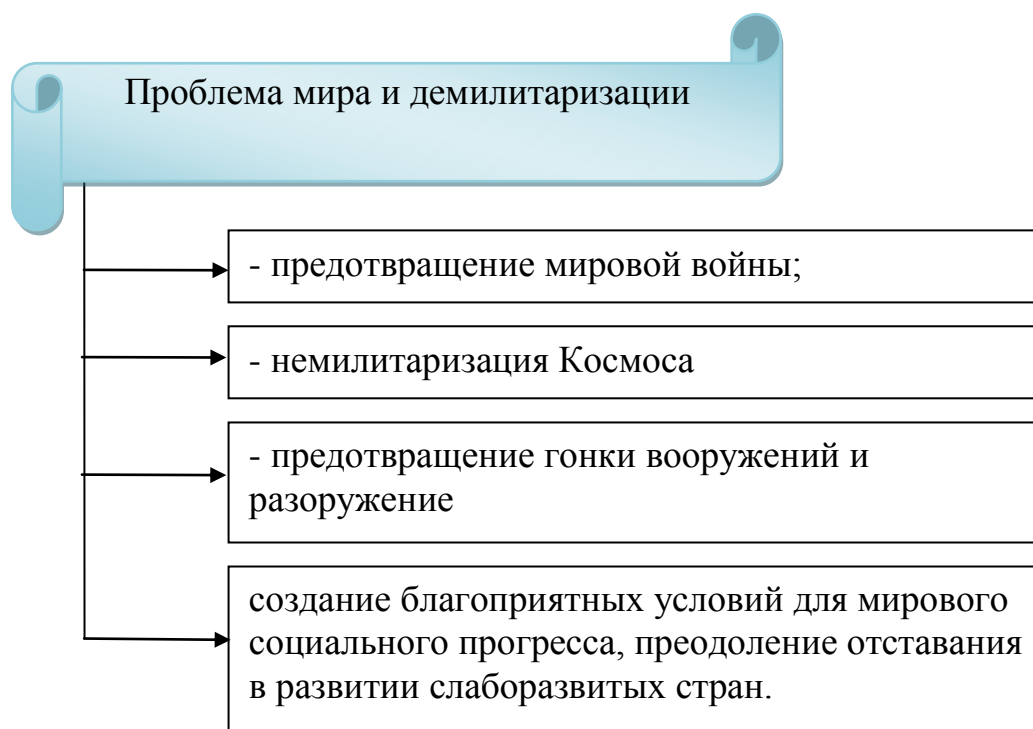 Проблема мира и демилитаризации
- предотвращение мировой войны;
- немилитаризация Космоса
- предотвращение гонки вооружений и
разоружение
создание благоприятных условий для мирового
социального прогресса, преодоление отставания
в развитии слаборазвитых стран.